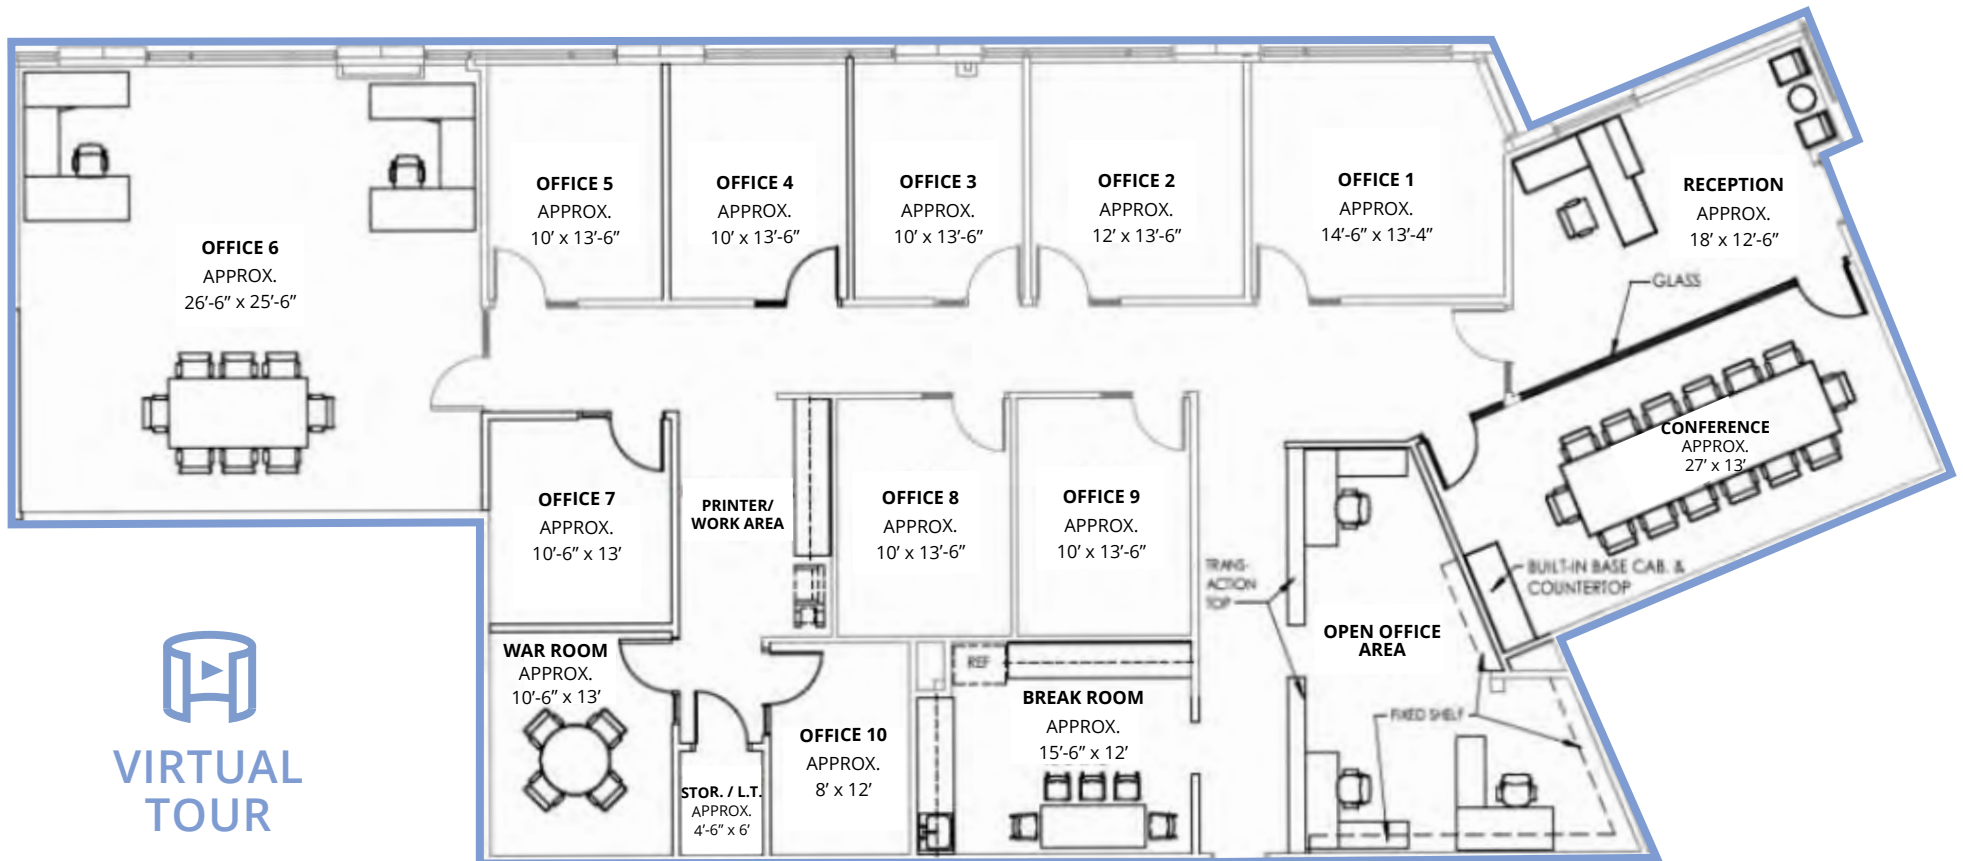 OFFICE 6
APPROX.
26’-6” x 25’-6”
OFFICE 5
APPROX.
10’ x 13’-6”
OFFICE 4
APPROX.
10’ x 13’-6”
OFFICE 3
APPROX.
10’ x 13’-6”
OFFICE 2
APPROX.
12’ x 13’-6”
OFFICE 1
APPROX.
14’-6” x 13’-4”
RECEPTION
APPROX.
18’ x 12’-6”
GLASS
CONFERENCE
APPROX.
27’ x 13’
OFFICE 7
APPROX.
10’-6” x 13’
PRINTER/
WORK AREA
OFFICE 8
APPROX.
10’ x 13’-6”
OFFICE 9
APPROX.
10’ x 13’-6”
TRANS-
ACTION
TOP
BUILT-IN BASE CAB. &
COUNTERTOP
OPEN OFFICE
AREA
WAR ROOM
APPROX.
10’-6” x 13’
REF
BREAK ROOM
APPROX.
15’-6” x 12’
FIXED SHELF
OFFICE 10
APPROX.
8’ x 12’
STOR. / L.T.
APPROX.
4’-6” x 6’
VIRTUAL
TOUR